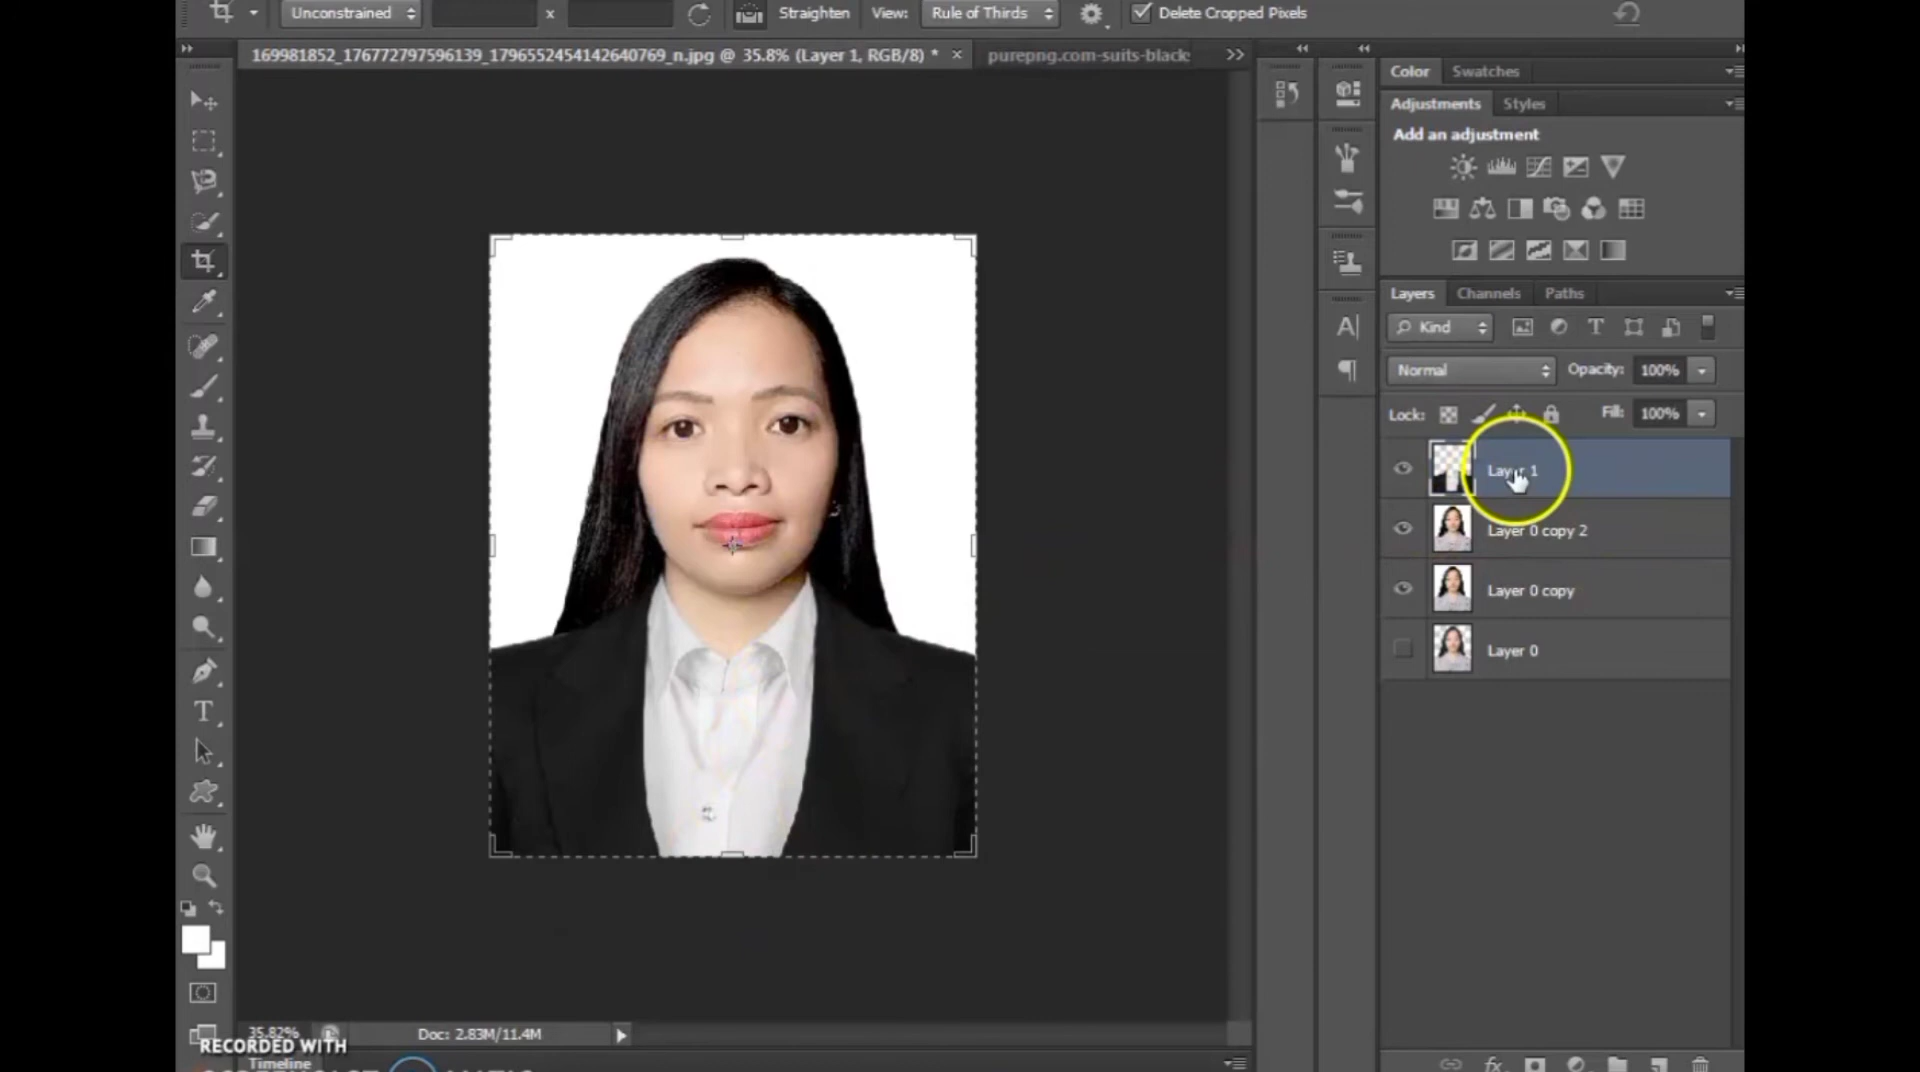 Unconstrained x Straighten View: Rule of Thirds Delete Cropped Pixels
169981852_176772797596139_1796552454142640769_n.jpg @ 35.8% (Layer 1, RGB/8) * × purepng.com-suits-black
Color Swatches
Adjustments Styles
Add an adjustment
Layers Channels Paths
Kind
Normal Opacity: 100%
Lock: Fill: 100%
Layer 1
Layer 0 copy 2
Layer 0 copy
Layer 0
35.82% Doc: 2.83M/11.4M
RECORDED WITH
Timeline